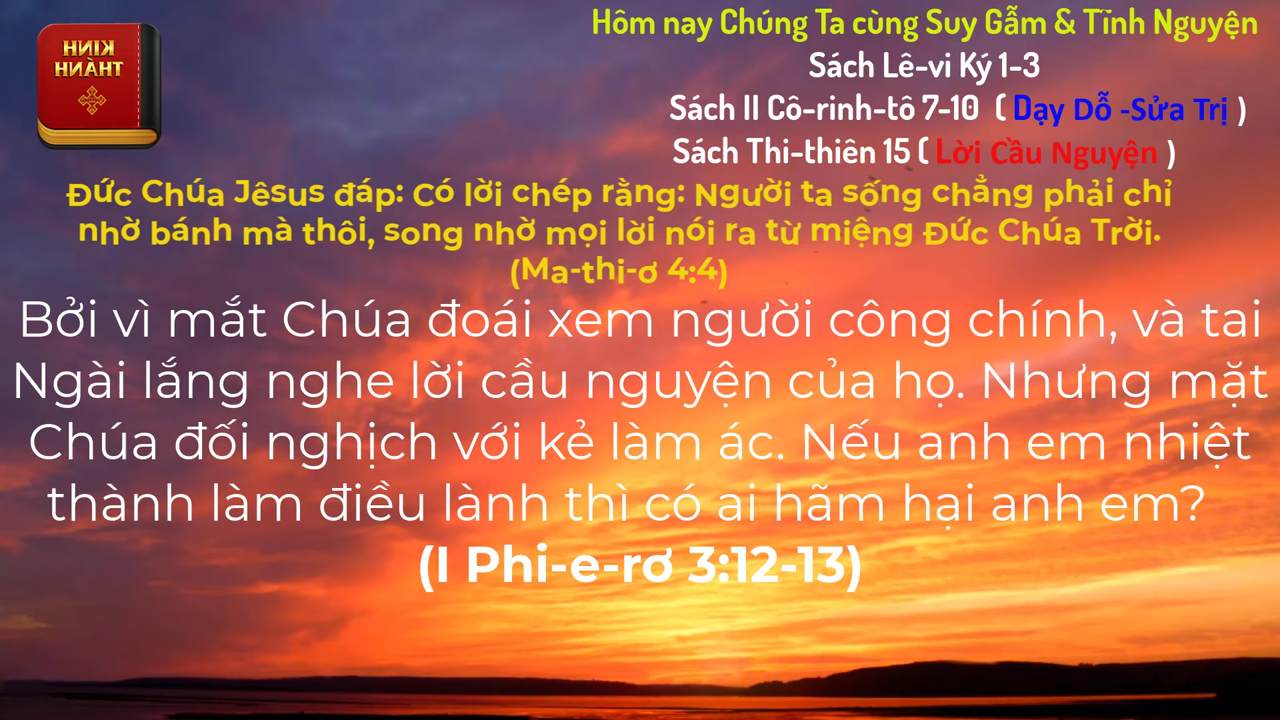 KINH
THÀNH
Hôm nay Chúng Ta cùng Suy Gẫm & Tĩnh Nguyện
Sách Lê-vi Ký 1-3
Sách II Cô-rinh-tô 7-10 ( Dạy Dỗ -Sửa Trị )
Sách Thi-thiên 15 ( Lời Cầu Nguyện )
Đức Chúa Jêsus đáp: Có lời chép rằng: Người ta sống chẳng phải chỉ
nhờ bánh mà thôi, song nhờ mọi lời nói ra từ miệng Đức Chúa Trời.
(Ma-thi-ơ 4:4)
Bởi vì mắt Chúa đoái xem người công chính, và tai
Ngài lắng nghe lời cầu nguyện của họ. Nhưng mặt
Chúa đối nghịch với kẻ làm ác. Nếu anh em nhiệt
thành làm điều lành thì có ai hãm hại anh em?
(I Phi-e-rơ 3:12-13)